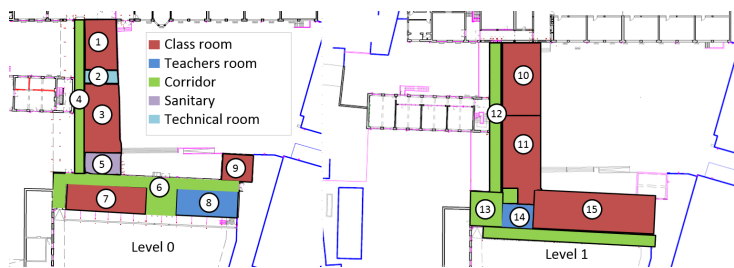 1
2
3
4
5
6
7
8
9
Class room
Teachers room
Corridor
Sanitary
Technical room
Level 0
10
11
12
13
14
15
Level 1